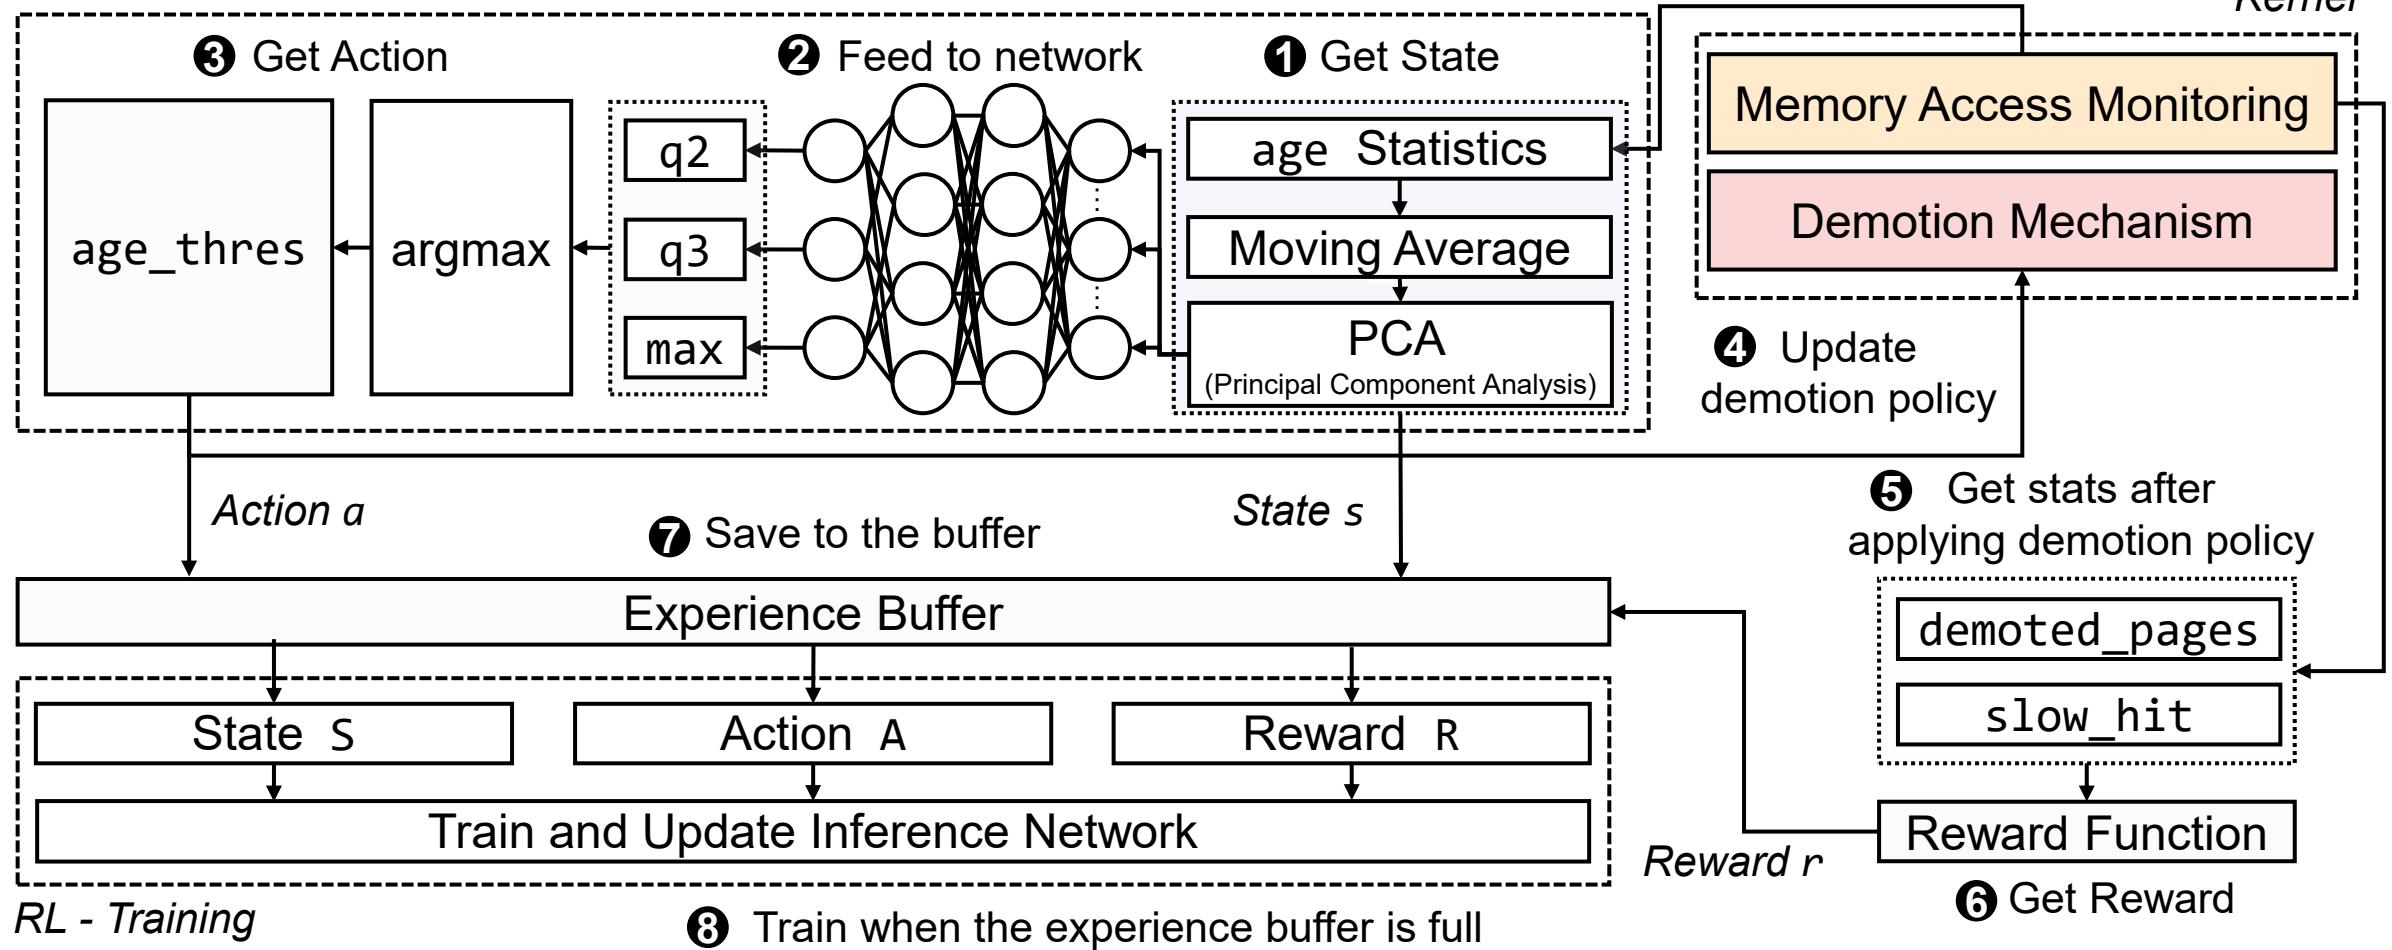 Kernel
❸ Get Action
❷ Feed to network
❶ Get State
age_thres
argmax
q2
q3
max
age Statistics
Moving Average
PCA
(Principal Component Analysis)
Memory Access Monitoring
Demotion Mechanism
❹ Update
demotion policy
Action a
State s
❺ Get stats after
applying demotion policy
❼ Save to the buffer
Experience Buffer
demoted_pages
slow_hit
State S
Action A
Reward R
Train and Update Inference Network
Reward Function
Reward r
❻ Get Reward
RL - Training
❽ Train when the experience buffer is full